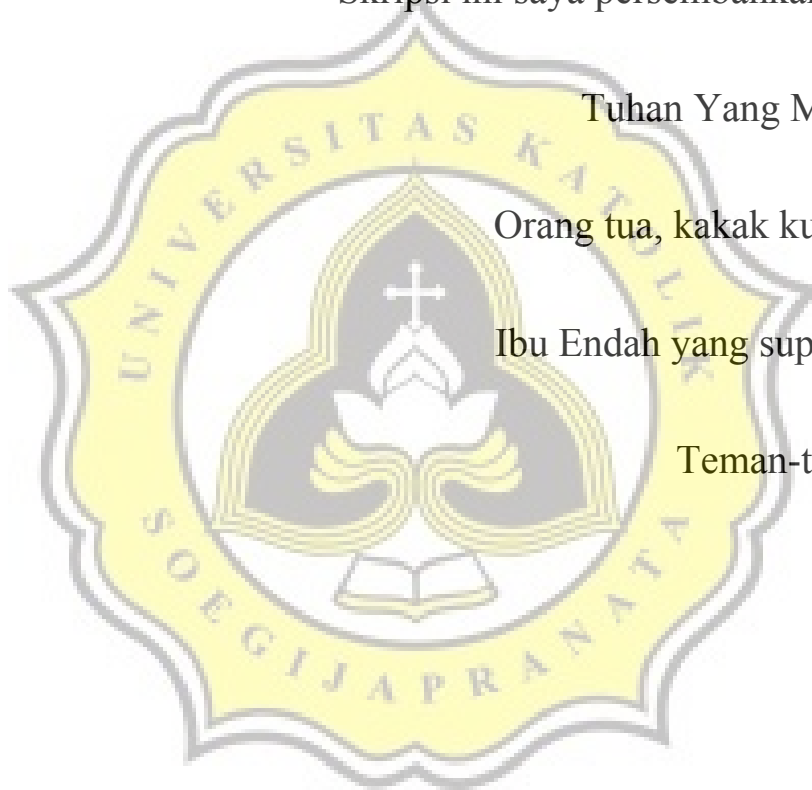 Skripsi ini saya persembahkan
Tuhan Yang M
Orang tua, kakak ku
Ibu Endah yang sup
Teman-t
UNIVERSITAS KATOLIK
SOEGIJAPRANATA